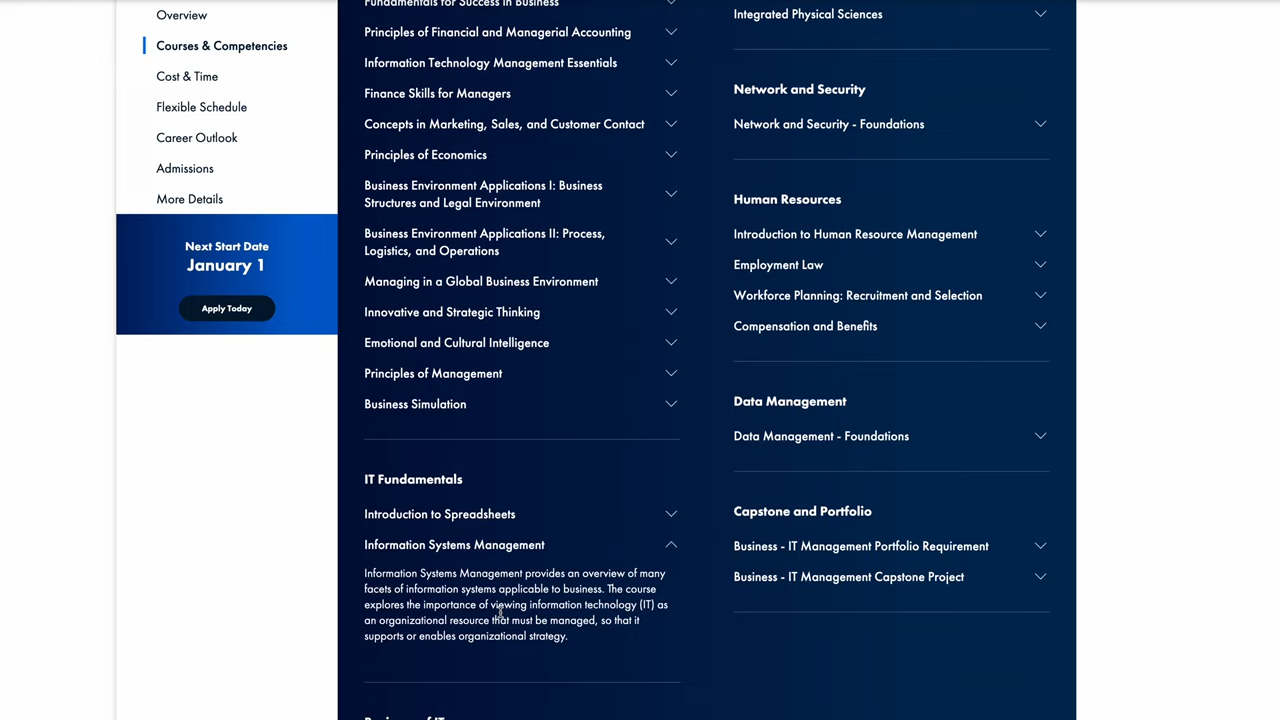 Overview
Courses & Competencies
Cost & Time
Flexible Schedule
Career Outlook
Admissions
More Details
Next Start Date
January 1
Apply Today
Fundamentals for Success in Business
Principles of Financial and Managerial Accounting
Information Technology Management Essentials
Finance Skills for Managers
Concepts in Marketing, Sales, and Customer Contact
Principles of Economics
Business Environment Applications I: Business
Structures and Legal Environment
Business Environment Applications II: Process,
Logistics, and Operations
Managing in a Global Business Environment
Innovative and Strategic Thinking
Emotional and Cultural Intelligence
Principles of Management
Business Simulation
IT Fundamentals
Introduction to Spreadsheets
Information Systems Management
Information Systems Management provides an overview of many
facets of information systems applicable to business. The course
explores the importance of viewing information technology (IT) as
an organizational resource that must be managed, so that it
supports or enables organizational strategy.
Business of IT
Integrated Physical Sciences
Network and Security
Network and Security - Foundations
Human Resources
Introduction to Human Resource Management
Employment Law
Workforce Planning: Recruitment and Selection
Compensation and Benefits
Data Management
Data Management - Foundations
Capstone and Portfolio
Business - IT Management Portfolio Requirement
Business - IT Management Capstone Project